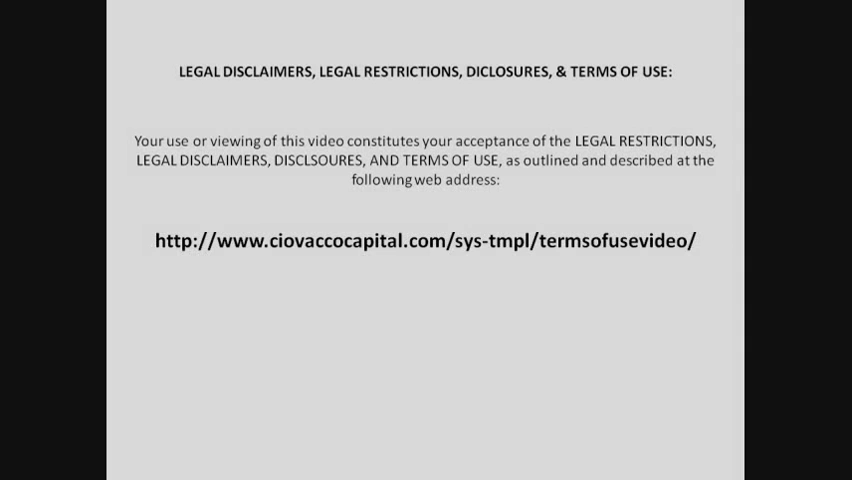 LEGAL DISCLAIMERS, LEGAL RESTRICTIONS, DICLOSURES, & TERMS OF USE:
Your use or viewing of this video constitutes your acceptance of the LEGAL RESTRICTIONS,
LEGAL DISCLAIMERS, DISCLSOURES, AND TERMS OF USE, as outlined and described at the
following web address:
http://www.ciovaccocapital.com/sys-tmpl/termsofusevideo/